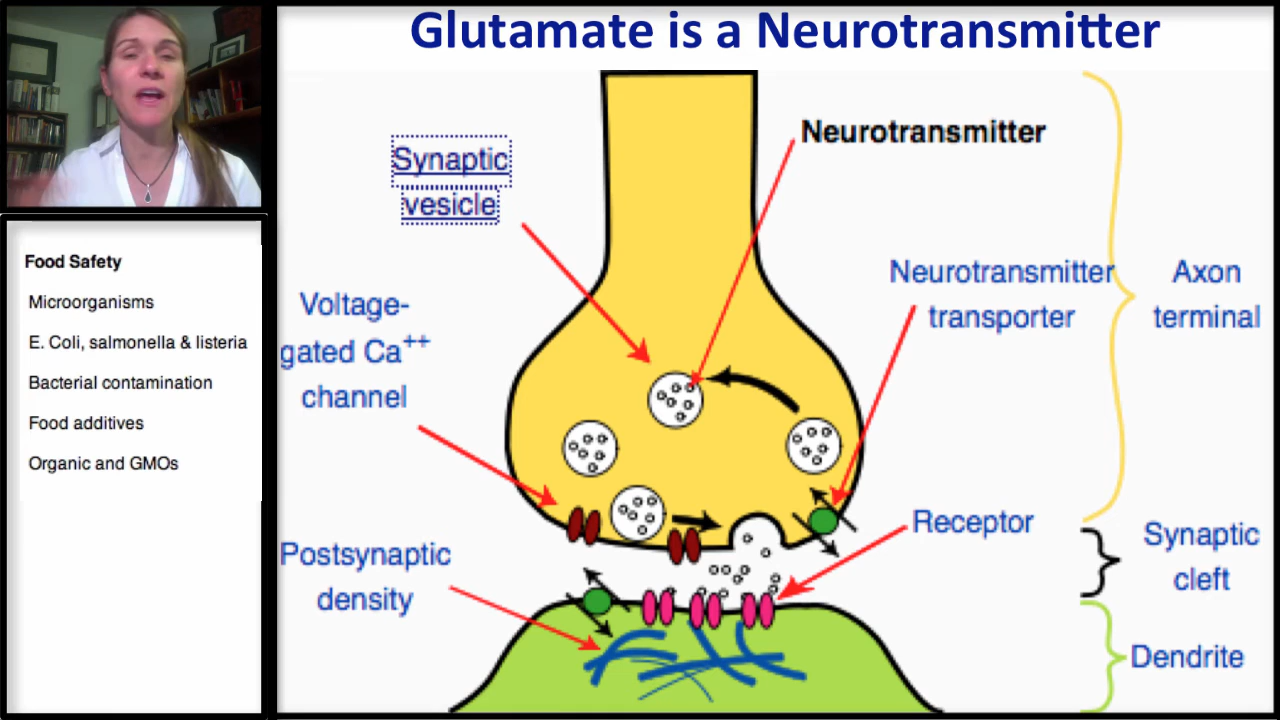 Glutamate is a Neurotransmitter
Neurotransmitter
Synaptic
vesicle
Neurotransmitter
transporter
Axon
terminal
Voltage-
gated Ca++
channel
Receptor
Synaptic
cleft
Postsynaptic
density
Dendrite
Food Safety
Microorganisms
E. Coli, salmonella & listeria
Bacterial contamination
Food additives
Organic and GMOs